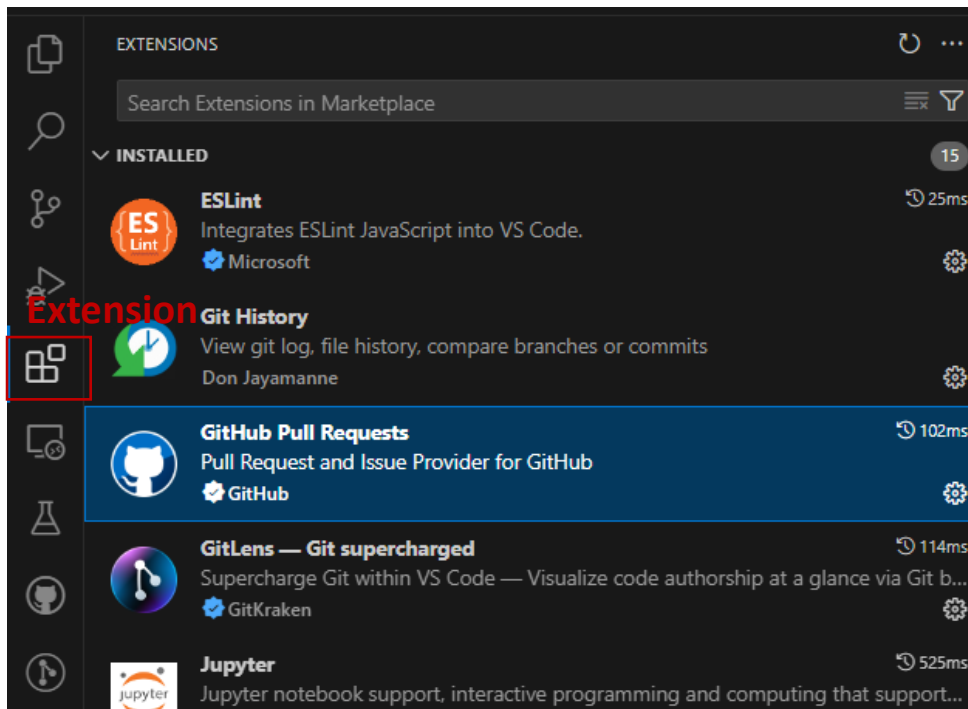 EXTENSIONS
Search Extensions in Marketplace
INSTALLED 15
ESLint 25ms
Integrates ESLint JavaScript into VS Code.
Microsoft
Extension
Git History
View git log, file history, compare branches or commits
Don Jayamanne
GitHub Pull Requests 102ms
Pull Request and Issue Provider for GitHub
GitHub
GitLens — Git supercharged 114ms
Supercharge Git within VS Code — Visualize code authorship at a glance via Git b...
GitKraken
Jupyter 525ms
Jupyter notebook support, interactive programming and computing that support...
{ES}
Lint
jupyter